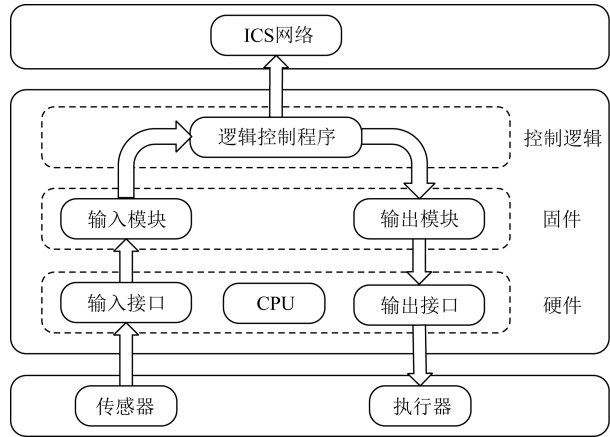 ICS网络
逻辑控制程序
控制逻辑
输入模块
输出模块
固件
输入接口
CPU
输出接口
硬件
传感器
执行器